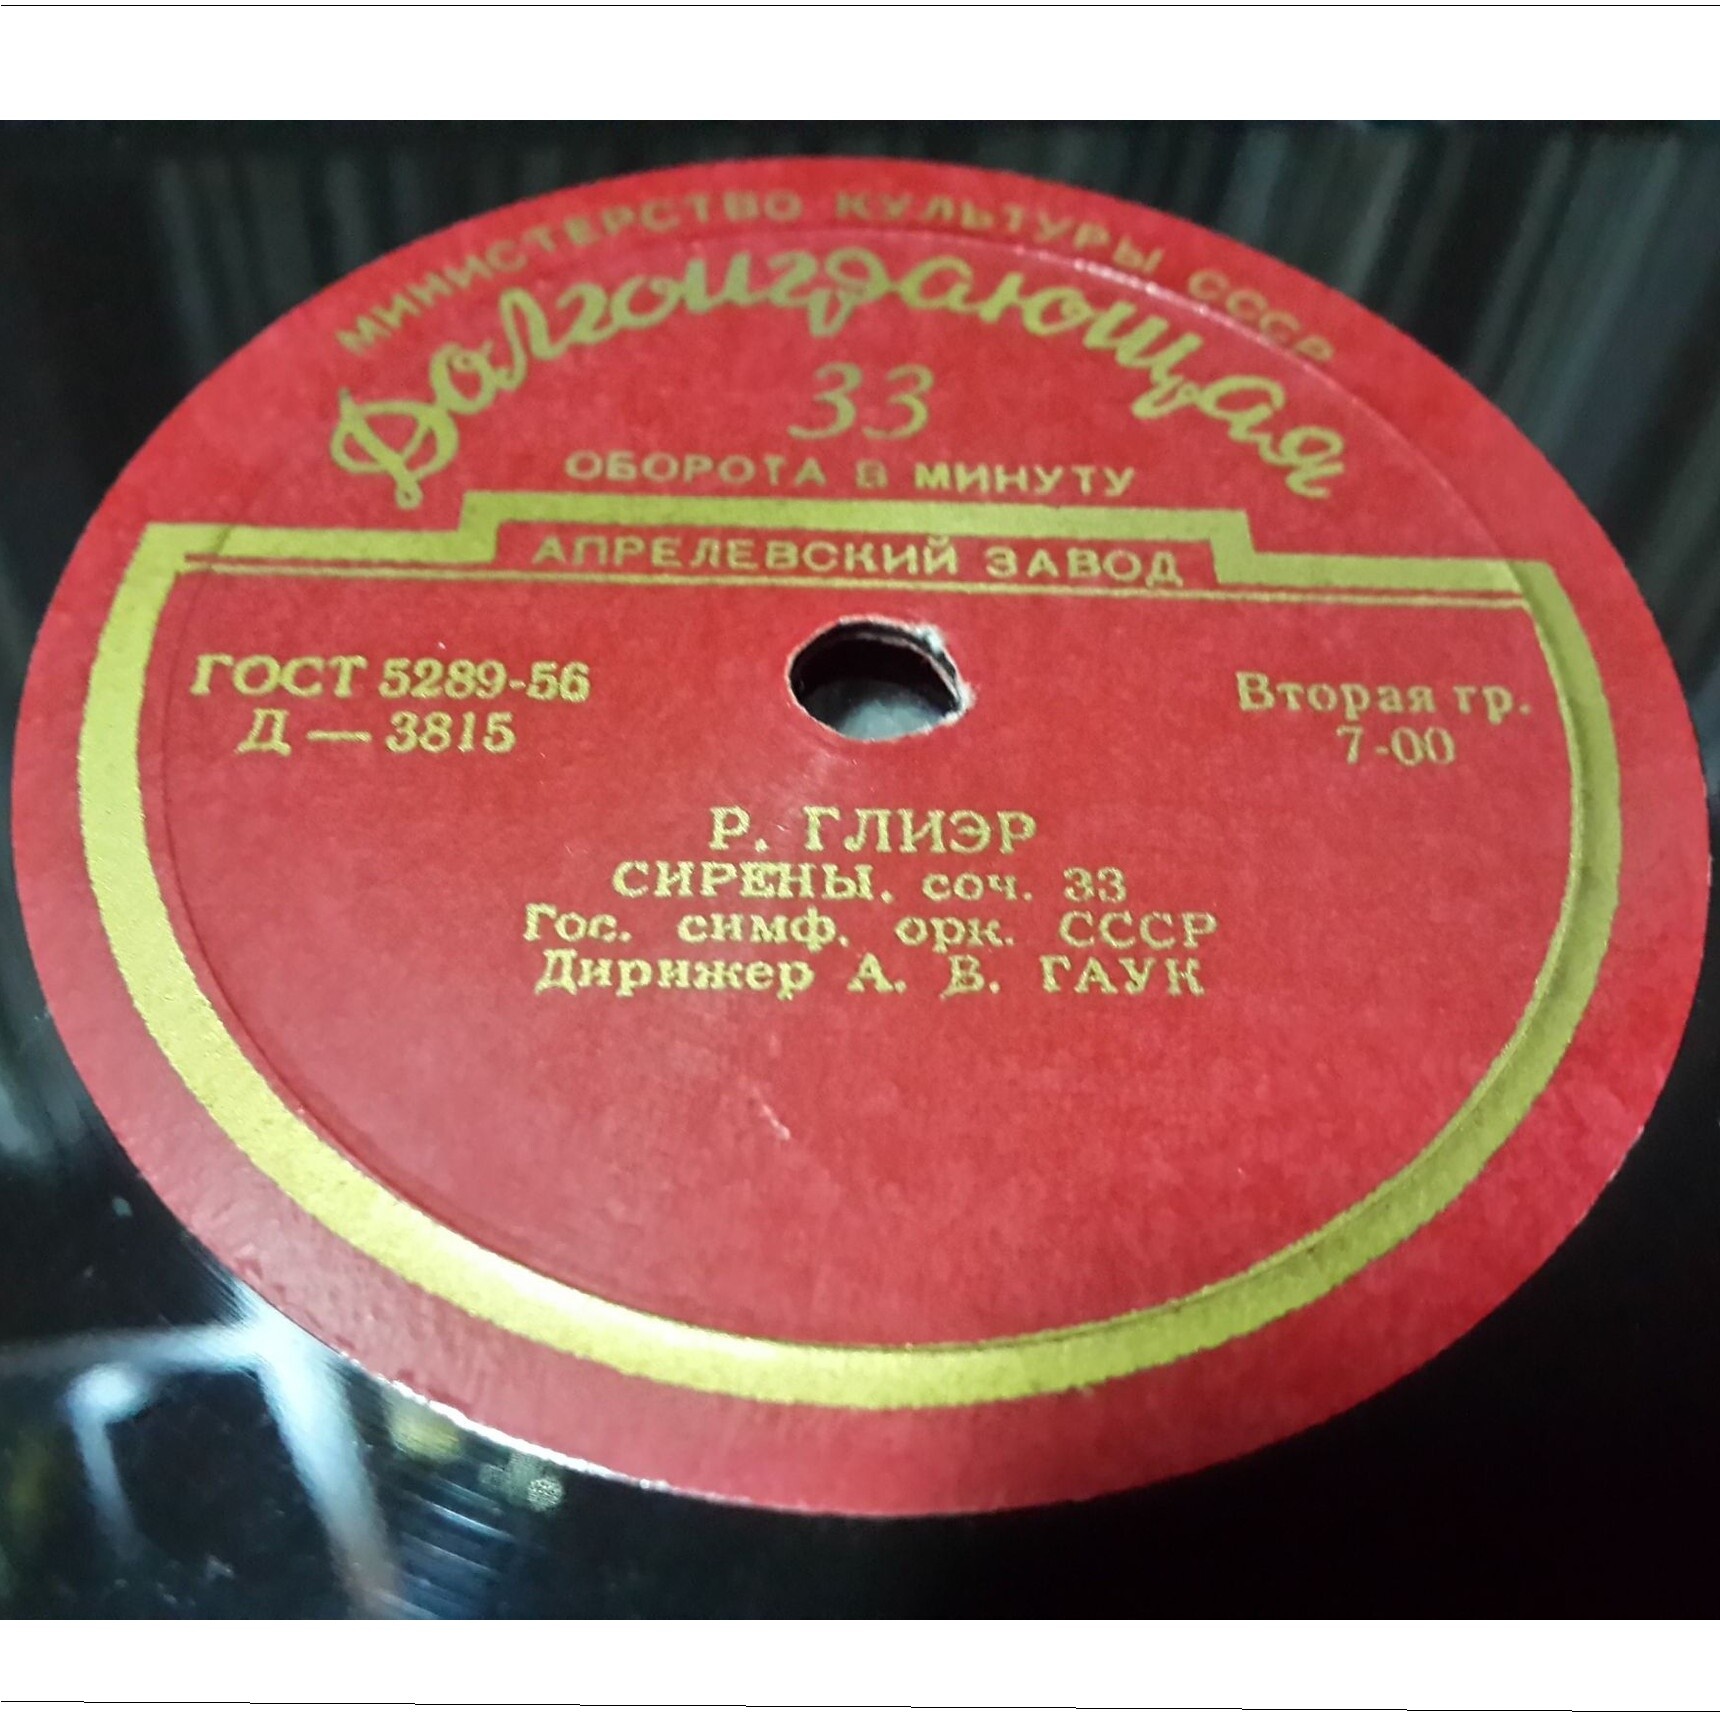 МИНИСТЕРСТВО КУЛЬТУРЫ СССР
Долгоиграющая
33
ОБОРОТА В МИНУТУ
АПРЕЛЕВСКИЙ ЗАВОД
ГОСТ 5289-56
Д — 3815
Вторая гр.
7-00
Р. ГЛИЭР
СИРЕНЫ, соч. 33
Гос. симф. орк. СССР
Дирижер А. В. ГАУК